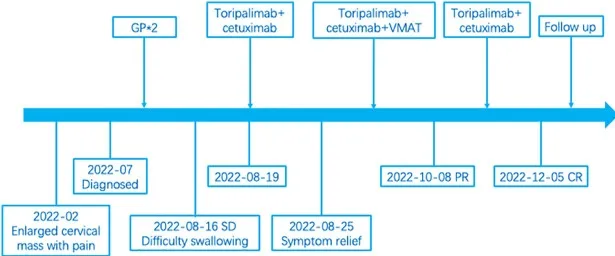 GP*2
Toripalimab+
cetuximab
Toripalimab+
cetuximab+VMAT
Toripalimab+
cetuximab
Follow up
2022-02
Enlarged cervical
mass with pain
2022-07
Diagnosed
2022-08-16 SD
Difficulty swallowing
2022-08-19
2022-08-25
Symptom relief
2022-10-08 PR
2022-12-05 CR